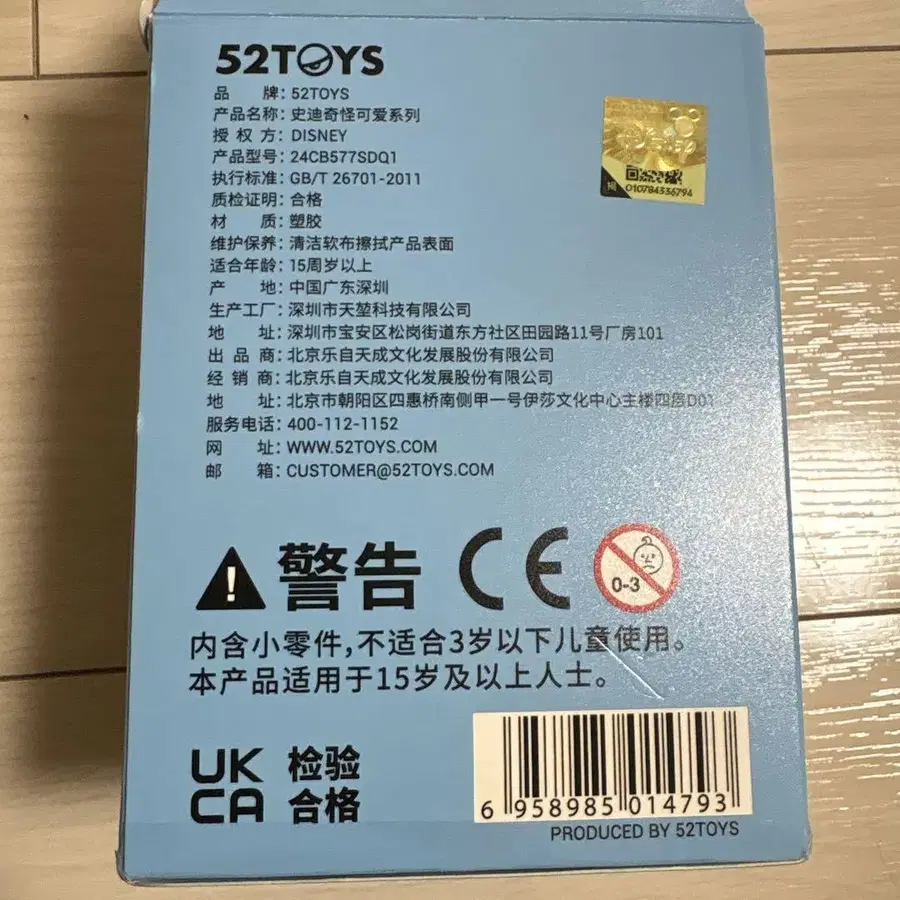 52TOYS
品 牌: 52TOYS
产品名称: 史迪奇怪可爱系列
授 权 方: DISNEY
产品型号: 24CB577SDQ1
执行标准: GB/T 26701-2011
质检证明: 合格
材 质: 塑胶
维护保养: 清洁软布擦拭产品表面
适合年龄: 15周岁以上
产 地: 中国广东深圳
生产工厂: 深圳市天堃科技有限公司
地 址: 深圳市宝安区松岗街道东方社区田园路11号厂房101
出 品 商: 北京乐自天成文化发展股份有限公司
经 销 商: 北京乐自天成文化发展股份有限公司
地 址: 北京市朝阳区四惠桥南侧甲一号伊莎文化中心主楼四层D01
服务电话: 400-112-1152
网 址: WWW.52TOYS.COM
邮 箱: CUSTOMER@52TOYS.COM
010784336794
警告 CE 0-3
内含小零件,不适合3岁以下儿童使用。
本产品适用于15岁及以上人士。
UK CA 检验合格
6 958985 014793
PRODUCED BY 52TOYS